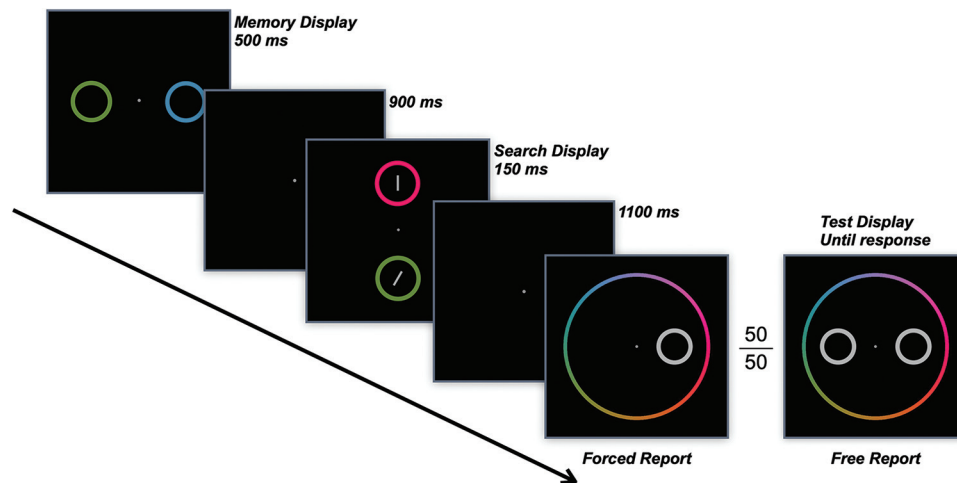 Memory Display
500 ms
900 ms
Search Display
150 ms
1100 ms
Test Display
Until response
50
50
Forced Report
Free Report